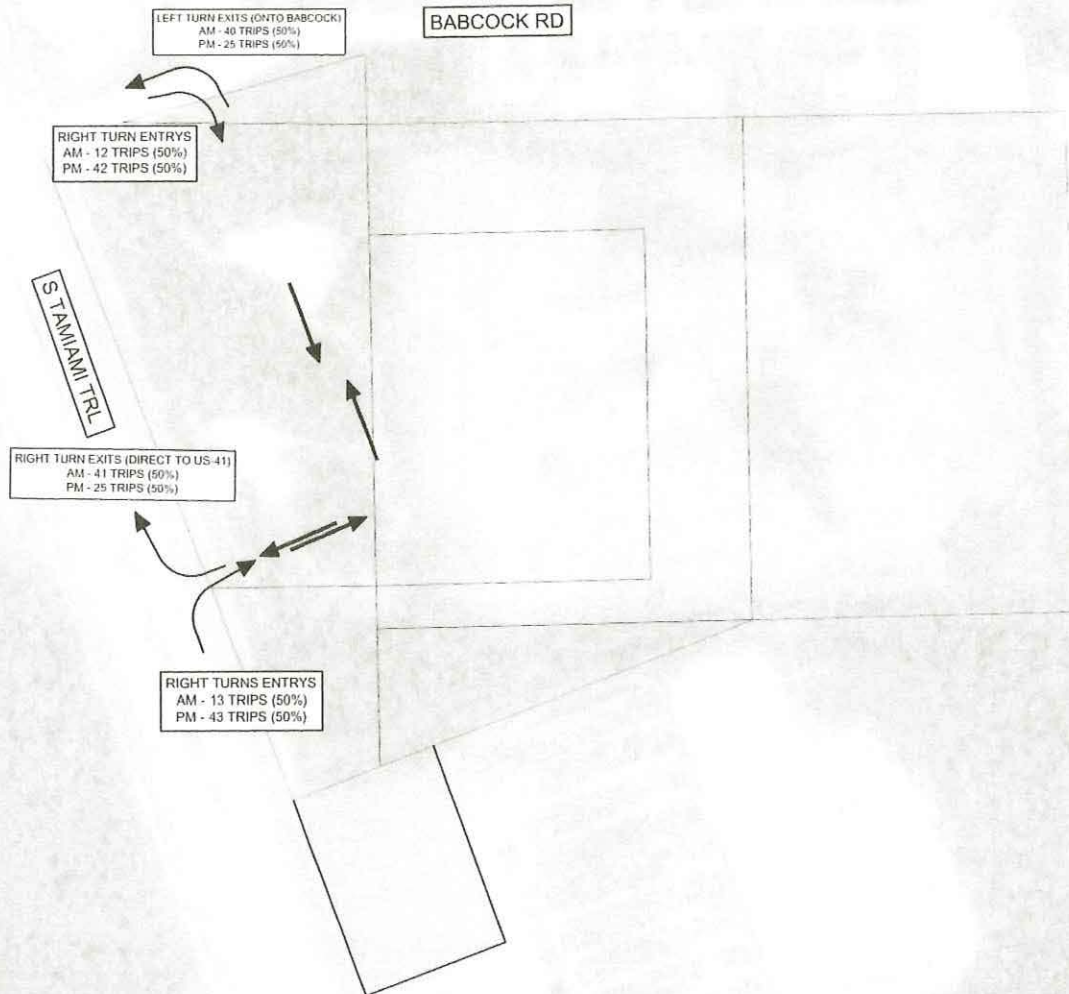 LEFT TURN EXITS (ONTO BABCOCK)
AM - 40 TRIPS (50%)
PM - 25 TRIPS (50%)
BABCOCK RD
RIGHT TURN ENTRYS
AM - 12 TRIPS (50%)
PM - 42 TRIPS (50%)
S TAMIAMI TRL
RIGHT TURN EXITS (DIRECT TO US-41)
AM - 41 TRIPS (50%)
PM - 25 TRIPS (50%)
RIGHT TURNS ENTRYS
AM - 13 TRIPS (50%)
PM - 43 TRIPS (50%)